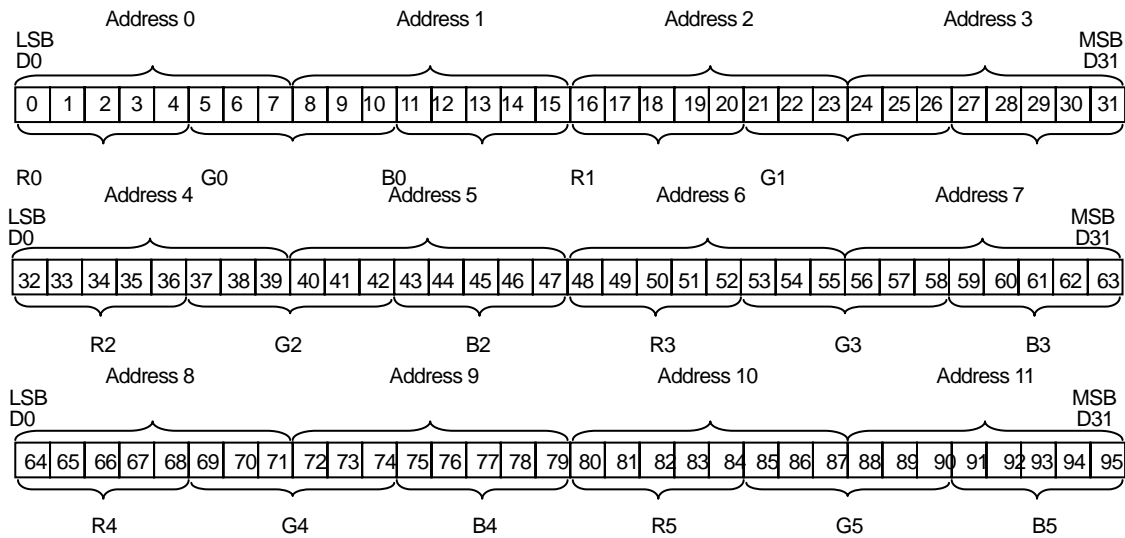 Address 0 Address 1 Address 2 Address 3
LSB MSB
D0 D31
0 1 2 3 4 5 6 7 8 9 10 11 12 13 14 15 16 17 18 19 20 21 22 23 24 25 26 27 28 29 30 31
R0 G0 B0 R1 G1
Address 4 Address 5 Address 6 Address 7
LSB MSB
D0 D31
32 33 34 35 36 37 38 39 40 41 42 43 44 45 46 47 48 49 50 51 52 53 54 55 56 57 58 59 60 61 62 63
R2 G2 B2 R3 G3 B3
Address 8 Address 9 Address 10 Address 11
LSB MSB
D0 D31
64 65 66 67 68 69 70 71 72 73 74 75 76 77 78 79 80 81 82 83 84 85 86 87 88 89 90 91 92 93 94 95
R4 G4 B4 R5 G5 B5